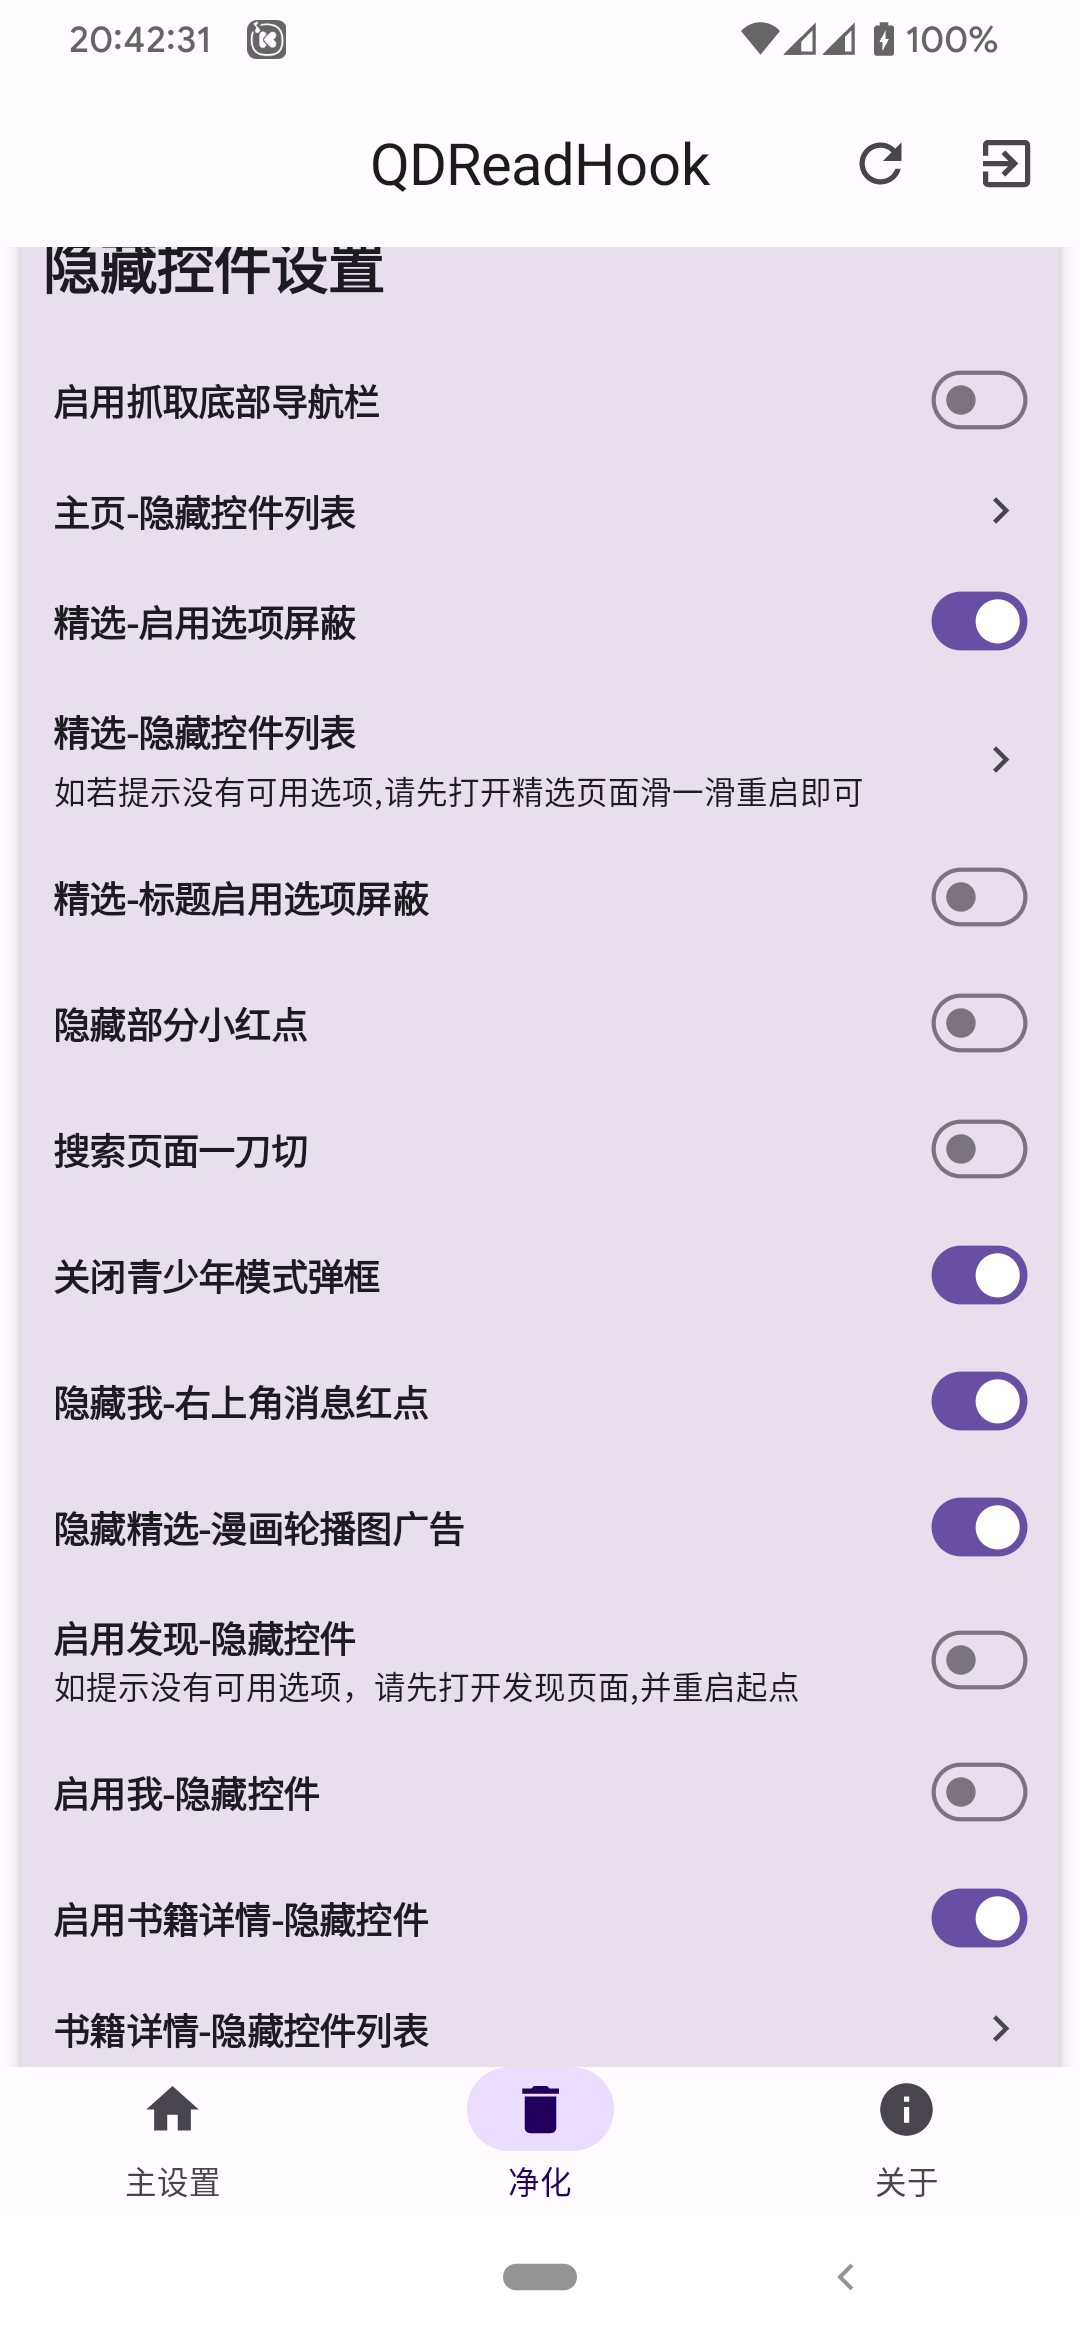 20:42:31
100%
QDReadHook
隐藏控件设置
启用抓取底部导航栏
主页-隐藏控件列表
精选-启用选项屏蔽
精选-隐藏控件列表
如若提示没有可用选项,请先打开精选页面滑一滑重启即可
精选-标题启用选项屏蔽
隐藏部分小红点
搜索页面一刀切
关闭青少年模式弹框
隐藏我-右上角消息红点
隐藏精选-漫画轮播图广告
启用发现-隐藏控件
如提示没有可用选项，请先打开发现页面,并重启起点
启用我-隐藏控件
启用书籍详情-隐藏控件
书籍详情-隐藏控件列表
主设置
净化
关于